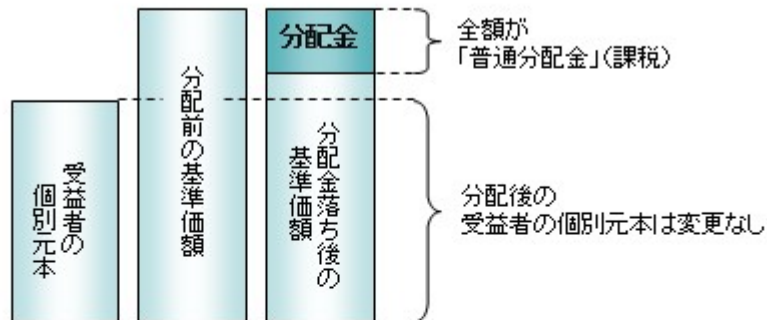 受益者の
個別元本
分配前の基準価額
分配金
分配金落ち後の
基準価額
全額が
「普通分配金」(課税)
分配後の
受益者の個別元本は変更なし